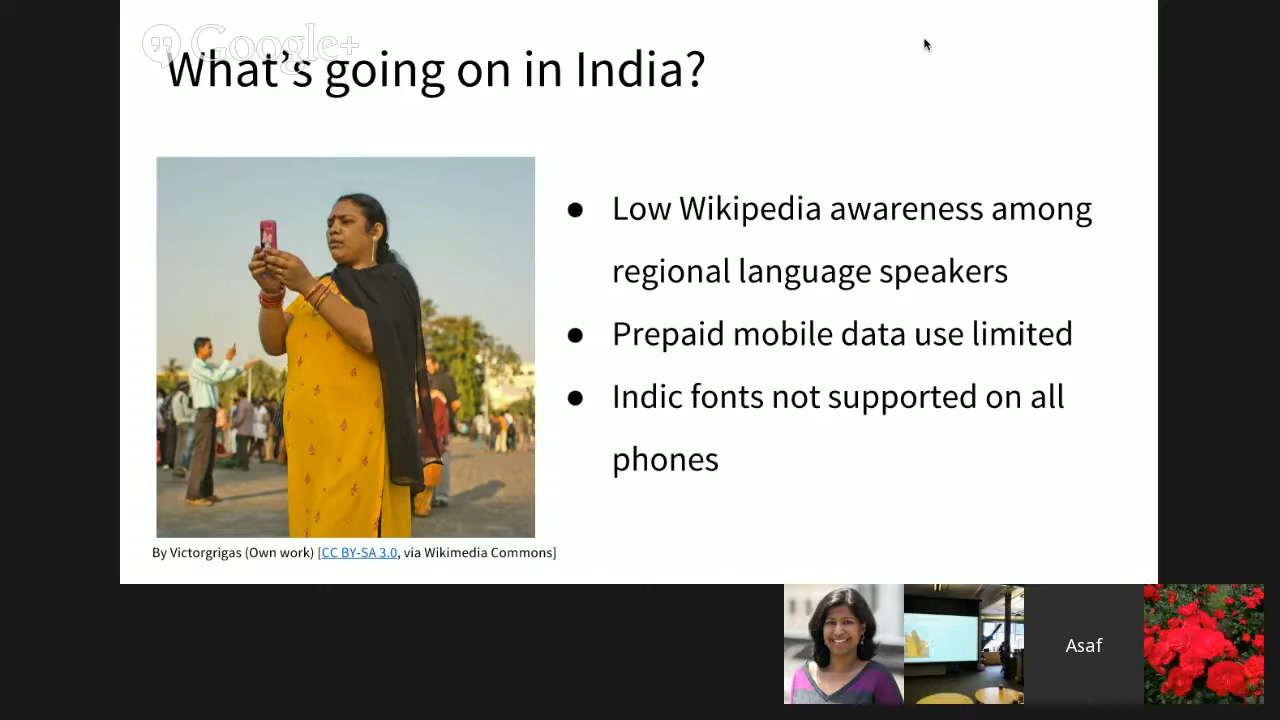 Google+
What's going on in India?
● Low Wikipedia awareness among
regional language speakers
● Prepaid mobile data use limited
● Indic fonts not supported on all
phones
By Victorgrigas (Own work) [CC BY-SA 3.0, via Wikimedia Commons]
Asaf